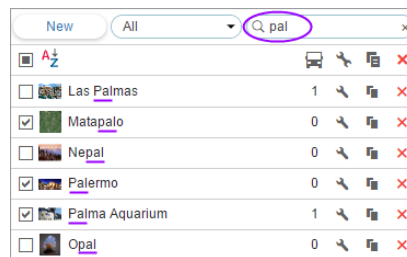 New All pal ×
A Z
Las Palmas 1
Matapalo 0
Nepal 0
Palermo 0
Palma Aquarium 1
Opal 0